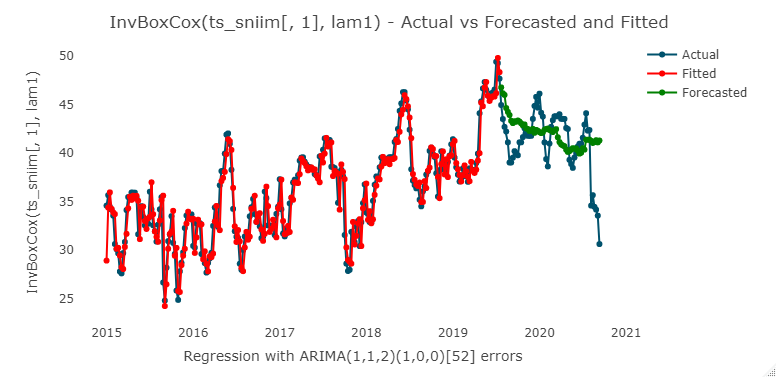 InvBoxCox(ts_sniim[, 1], lam1) - Actual vs Forecasted and Fitted
InvBoxCox(ts_sniim[, 1], lam1)
50
45
40
35
30
25
2015
2016
2017
2018
2019
2020
2021
Regression with ARIMA(1,1,2)(1,0,0)[52] errors
Actual
Fitted
Forecasted